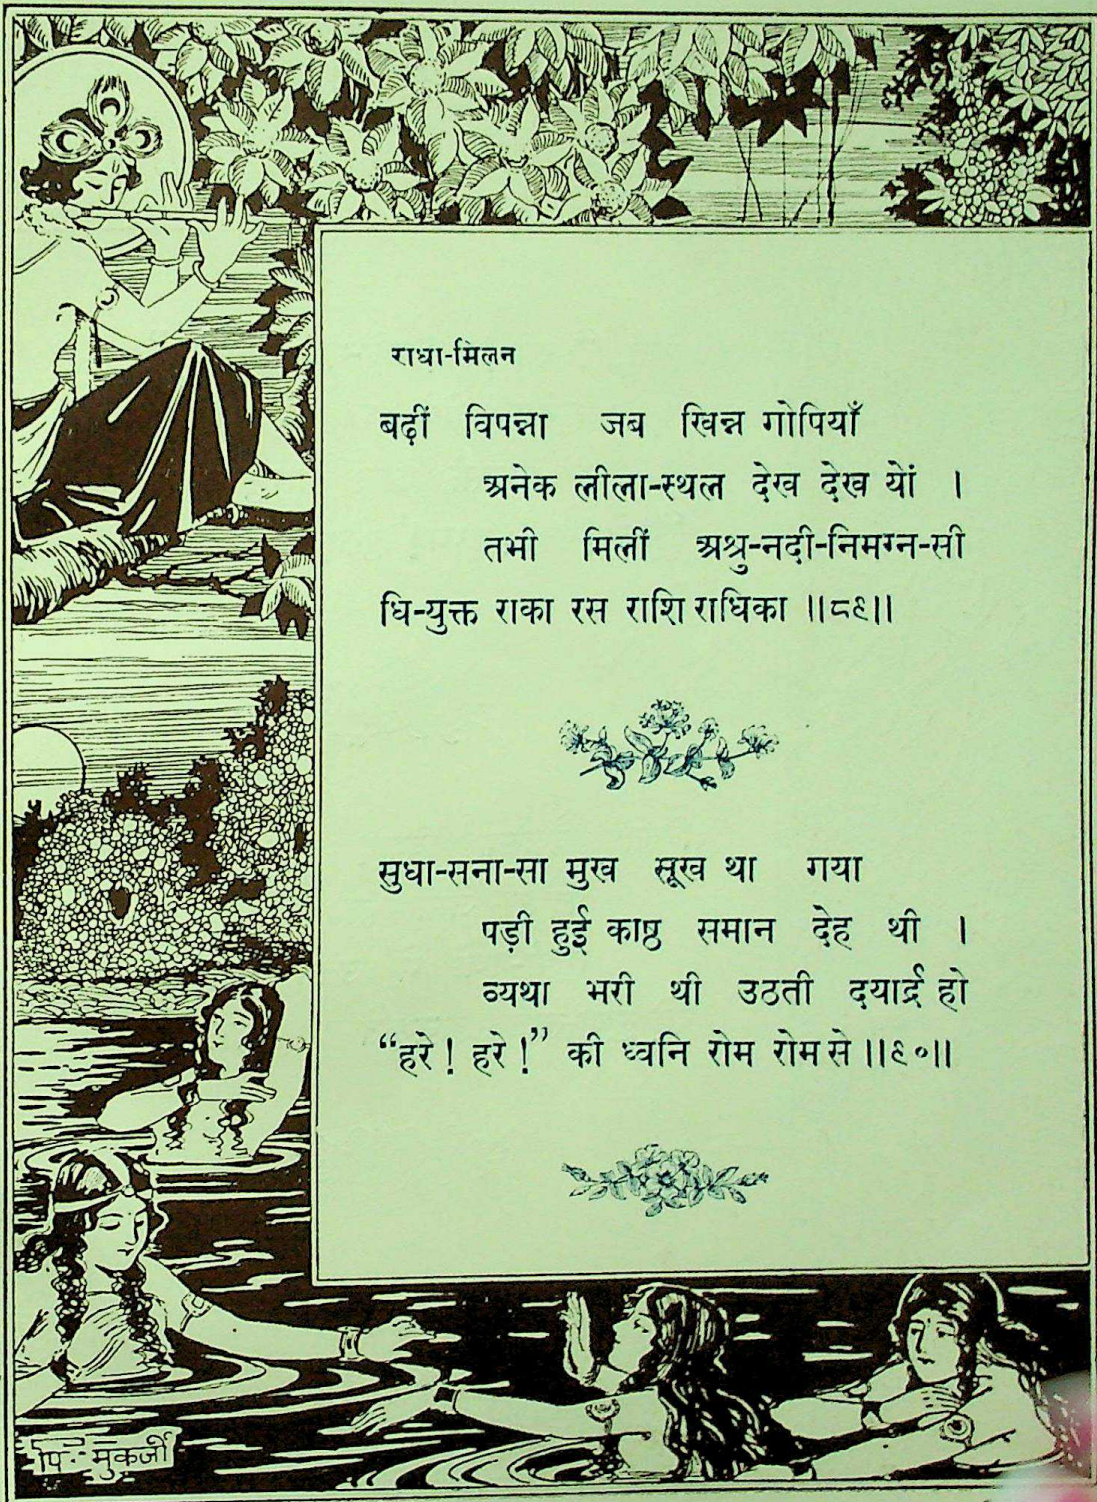 राधा-मिलन
बढ़ीं विपन्ना जब खिन्न गोपियाँ
अनेक लीला-स्थल देख देख यों ।
तभी मिलीं अश्रु-नदी-निमग्न-सी
धि-युक्त राका रस राशि राधिका ॥८९॥
सुधा-सना-सा मुख सूख था गया
पड़ी हुई काष्ठ समान देह थी ।
व्यथा भरी थी उठती दयार्द्र हो
“हरे ! हरे !” की ध्वनि रोम रोम से ॥९०॥
पि. मुकर्जी